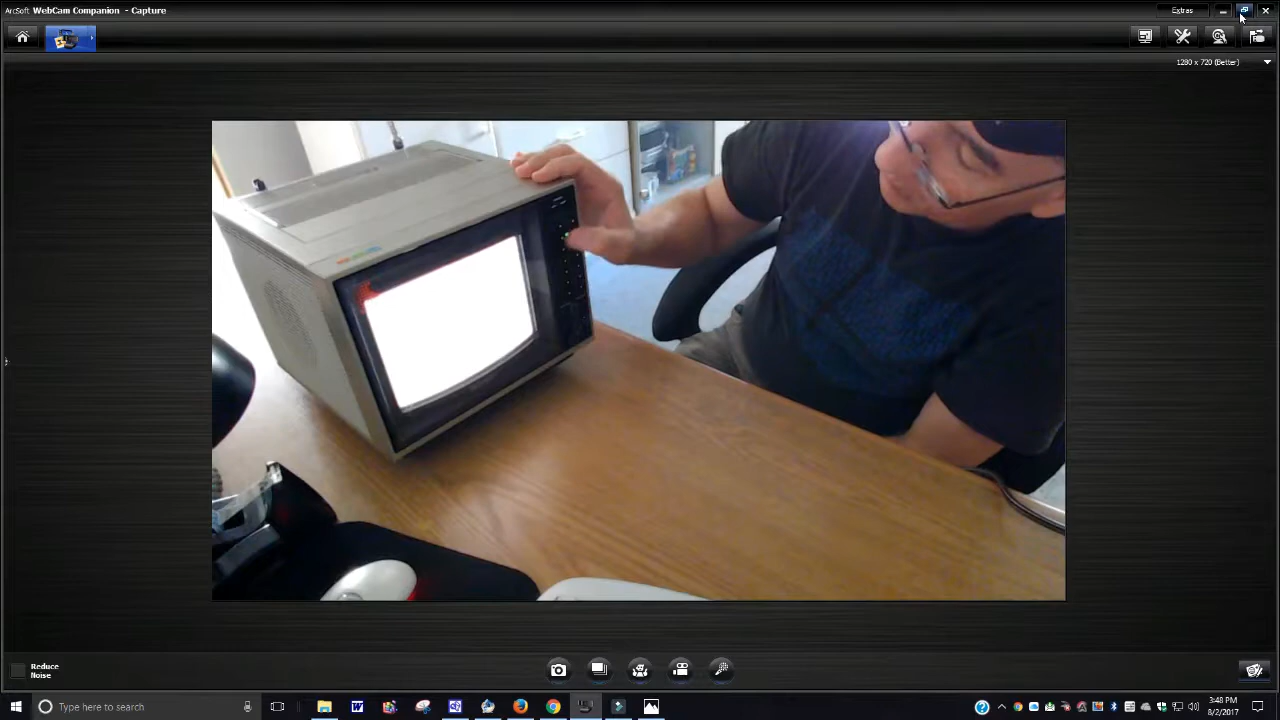 ArcSoft WebCam Companion - Capture
Extras
1280 x 720 (Better)
Reduce
Noise
Type here to search
3:48 PM
8/2/2017